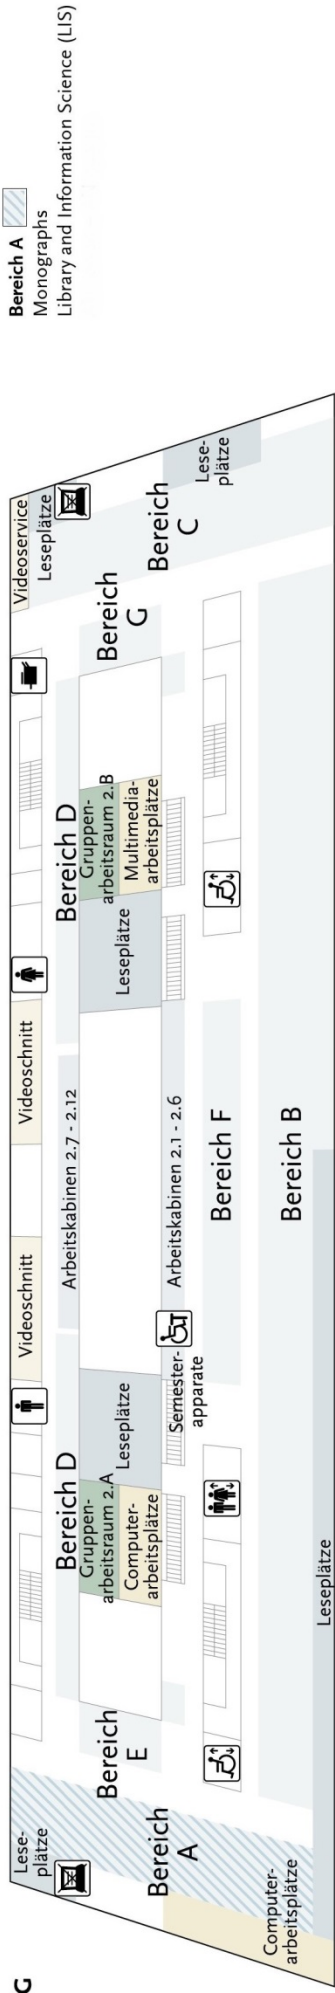 G
Lese-
plätze
Bereich
A
Computer-
arbeitsplätze
Bereich
E
Bereich D
Gruppen-
arbeitsraum 2.A
Computer-
arbeitsplätze
Leseplätze
Semester-
apparate
Videoschnitt
Videoschnitt
Arbeitskabinen 2.7 - 2.12
Arbeitskabinen 2.1 - 2.6
Bereich F
Bereich B
Leseplätze
Bereich D
Gruppen-
arbeitsraum 2.B
Multimedia-
arbeitsplätze
Leseplätze
Bereich
G
Videoservice
Leseplätze
Bereich
C
Lese-
plätze
Bereich A
Monographs
Library and Information Science (LIS)